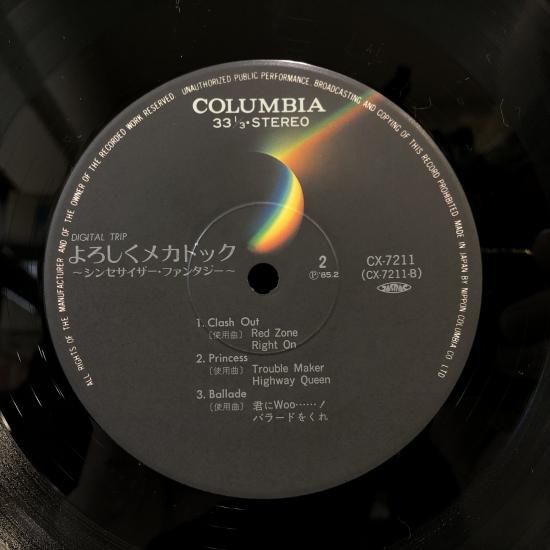 ALL RIGHTS OF THE MANUFACTURER AND OF THE OWNER OF THE RECORDED WORK RESERVED. UNAUTHORIZED PUBLIC PERFORMANCE, BROADCASTING AND COPYING OF THIS RECORD PROHIBITED MADE IN JAPAN BY NIPPON COLUMBIA CO. LTD
COLUMBIA
33 1/3・STEREO
DIGITAL TRIP
よろしくメカドック
～シンセサイザー・ファンタジー～
2
Ⓟ'85.2
CX-7211
(CX-7211-B)
1. Clash Out
〔使用曲〕 Red Zone
Right On
2. Princess
〔使用曲〕 Trouble Maker
Highway Queen
3. Ballade
〔使用曲〕 君にWoo……!
バラードをくれ